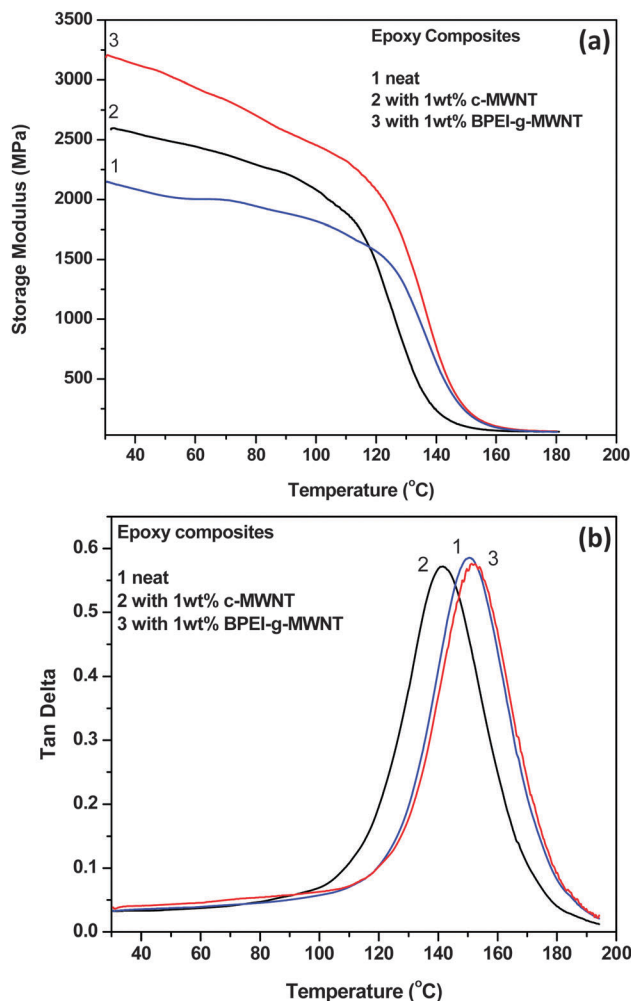 3500
3000
2500
2000
1500
1000
500
Storage Modulus (MPa)
3
2
1
Epoxy Composites
(a)
1 neat
2 with 1wt% c-MWNT
3 with 1wt% BPEI-g-MWNT
40 60 80 100 120 140 160 180
Temperature (°C)
0.6
0.5
0.4
0.3
0.2
0.1
0.0
Tan Delta
Epoxy composites
(b)
1 neat
2 with 1wt% c-MWNT
3 with 1wt% BPEI-g-MWNT
2 1 3
40 60 80 100 120 140 160 180 200
Temperature (°C)